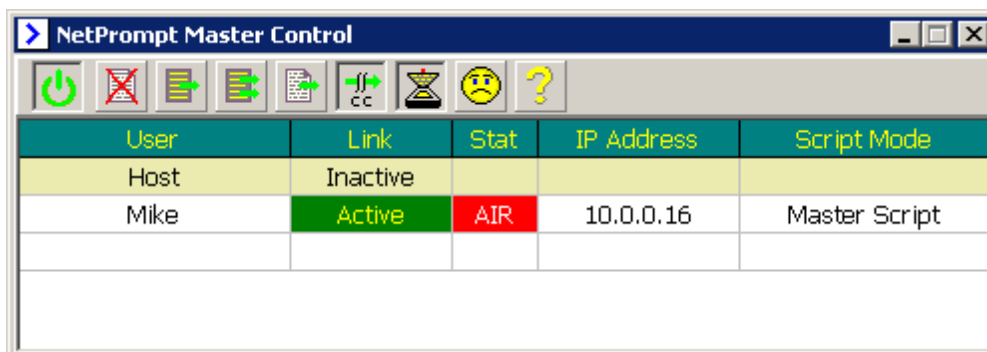 NetPrompt Master Control
cc
User Link Stat IP Address Script Mode
Host Inactive
Mike Active AIR 10.0.0.16 Master Script